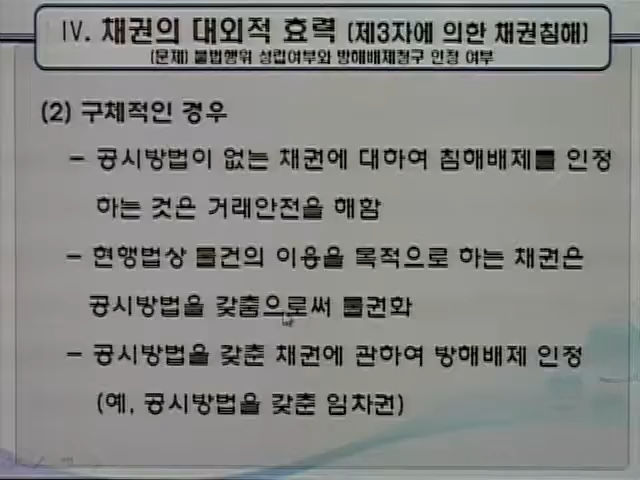 Ⅳ. 채권의 대외적 효력 (제3자에 의한 채권침해)
(문제) 불법행위 성립여부와 방해배제청구 인정 여부
(2) 구체적인 경우
- 공시방법이 없는 채권에 대하여 침해배제를 인정
하는 것은 거래안전을 해함
- 현행법상 물건의 이용을 목적으로 하는 채권은
공시방법을 갖춤으로써 물권화
- 공시방법을 갖춘 채권에 관하여 방해배제 인정
(예, 공시방법을 갖춘 임차권)